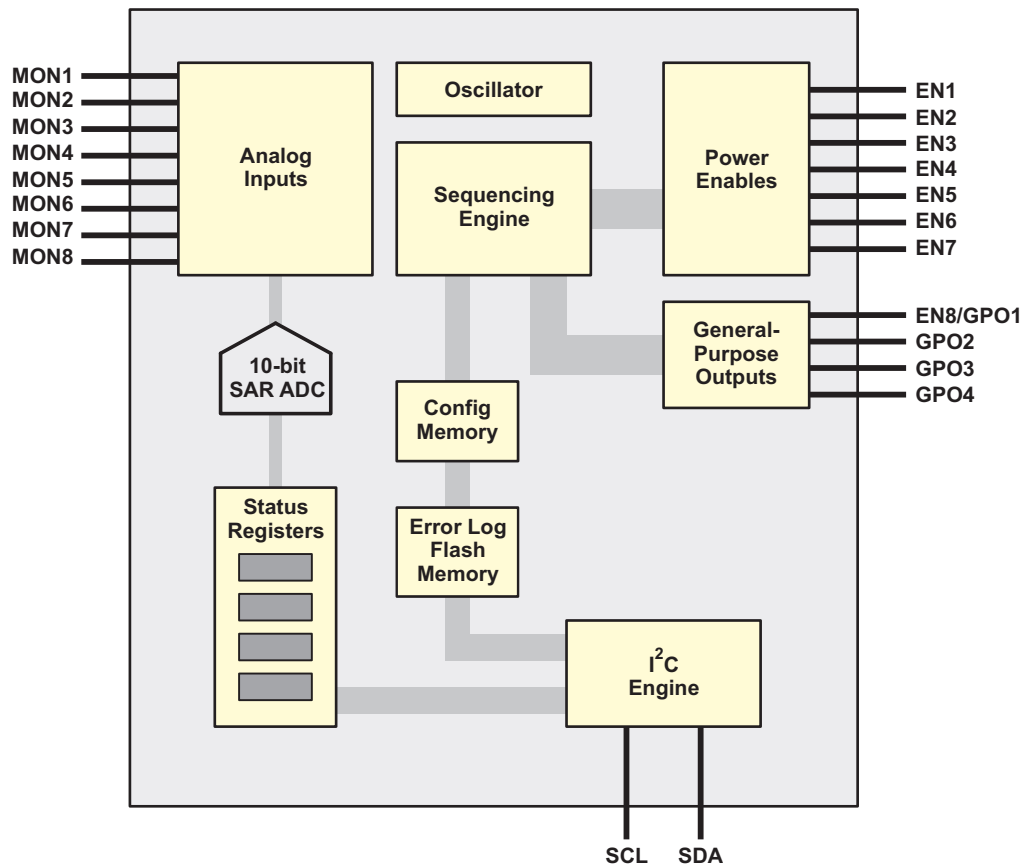 MON1
MON2
MON3
MON4
MON5
MON6
MON7
MON8
Analog
Inputs
Oscillator
Sequencing
Engine
Power
Enables
EN1
EN2
EN3
EN4
EN5
EN6
EN7
General-
Purpose
Outputs
EN8/GPO1
GPO2
GPO3
GPO4
10-bit
SAR ADC
Config
Memory
Status
Registers
Error Log
Flash
Memory
I²C
Engine
SCL
SDA